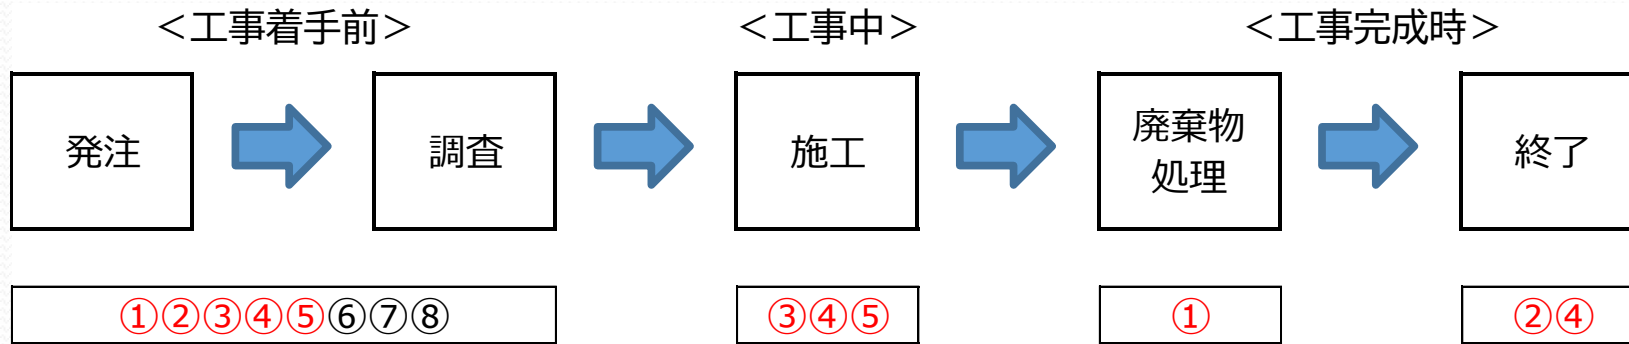 ＜工事着手前＞
＜工事中＞
＜工事完成時＞
発注
調査
施工
廃棄物
処理
終了
①②③④⑤⑥⑦⑧
③④⑤
①
②④